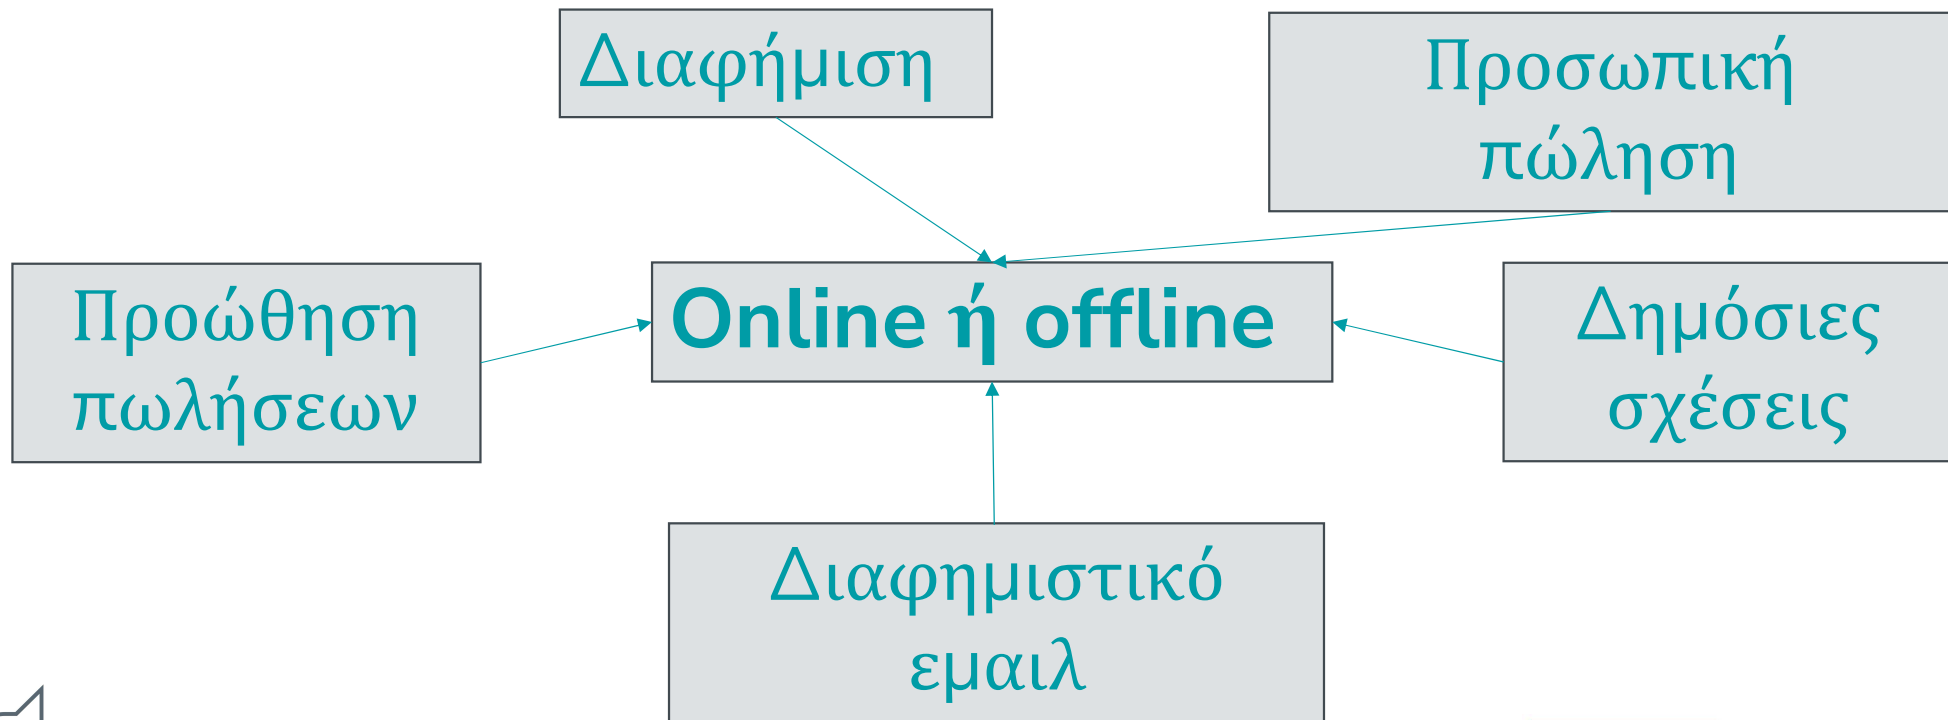 Διαφήμιση
Προσωπική
πώληση
Προώθηση
πωλήσεων
Online ή offline
Δημόσιες
σχέσεις
Διαφημιστικό
εμαιλ